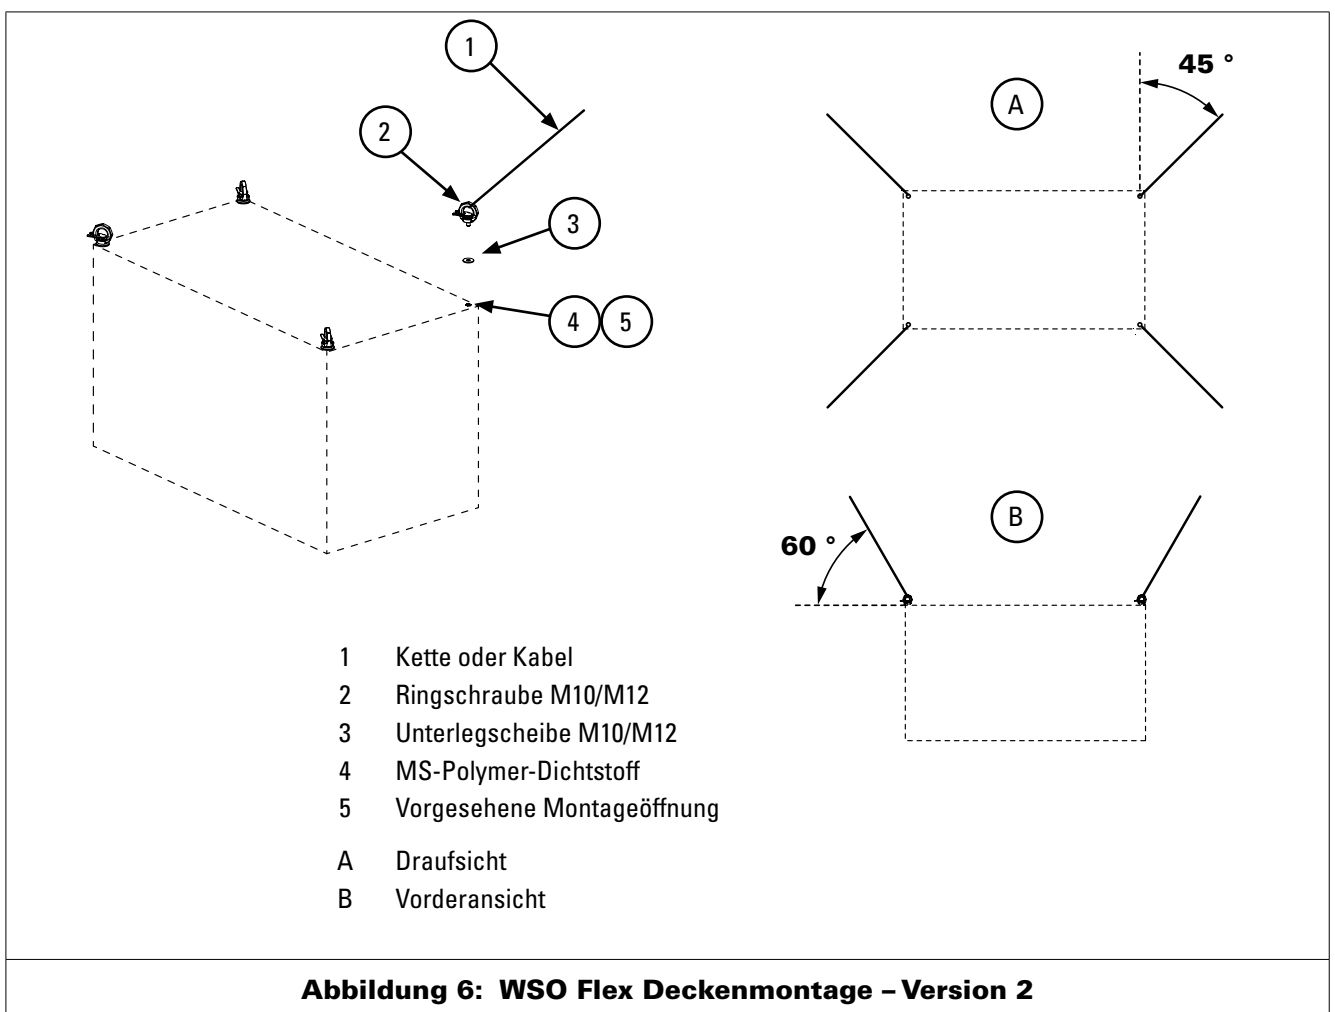 1
2
3
4 5
A
45 °
B
60 °
1 Kette oder Kabel
2 Ringschraube M10/M12
3 Unterlegscheibe M10/M12
4 MS-Polymer-Dichtstoff
5 Vorgesehene Montageöffnung
A Draufsicht
B Vorderansicht
Abbildung 6: WSO Flex Deckenmontage – Version 2